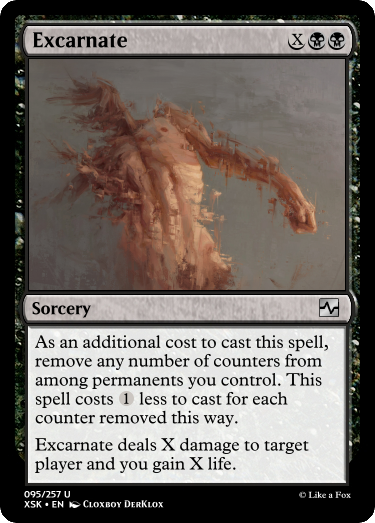 Excarnate X
Sorcery
As an additional cost to cast this spell,
remove any number of counters from
among permanents you control. This
spell costs 1 less to cast for each
counter removed this way.
Excarnate deals X damage to target
player and you gain X life.
095/257 U
XSK • EN Cloxboy DerKlox © Like a Fox